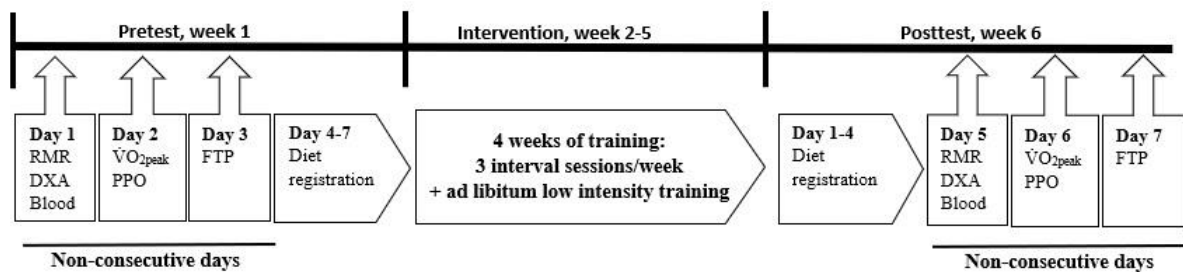 Pretest, week 1
Intervention, week 2-5
Posttest, week 6
Day 1
RMR
DXA
Blood
Day 2
V̇O2peak
PPO
Day 3
FTP
Day 4-7
Diet
registration
4 weeks of training:
3 interval sessions/week
+ ad libitum low intensity training
Day 1-4
Diet
registration
Day 5
RMR
DXA
Blood
Day 6
V̇O2peak
PPO
Day 7
FTP
Non-consecutive days
Non-consecutive days